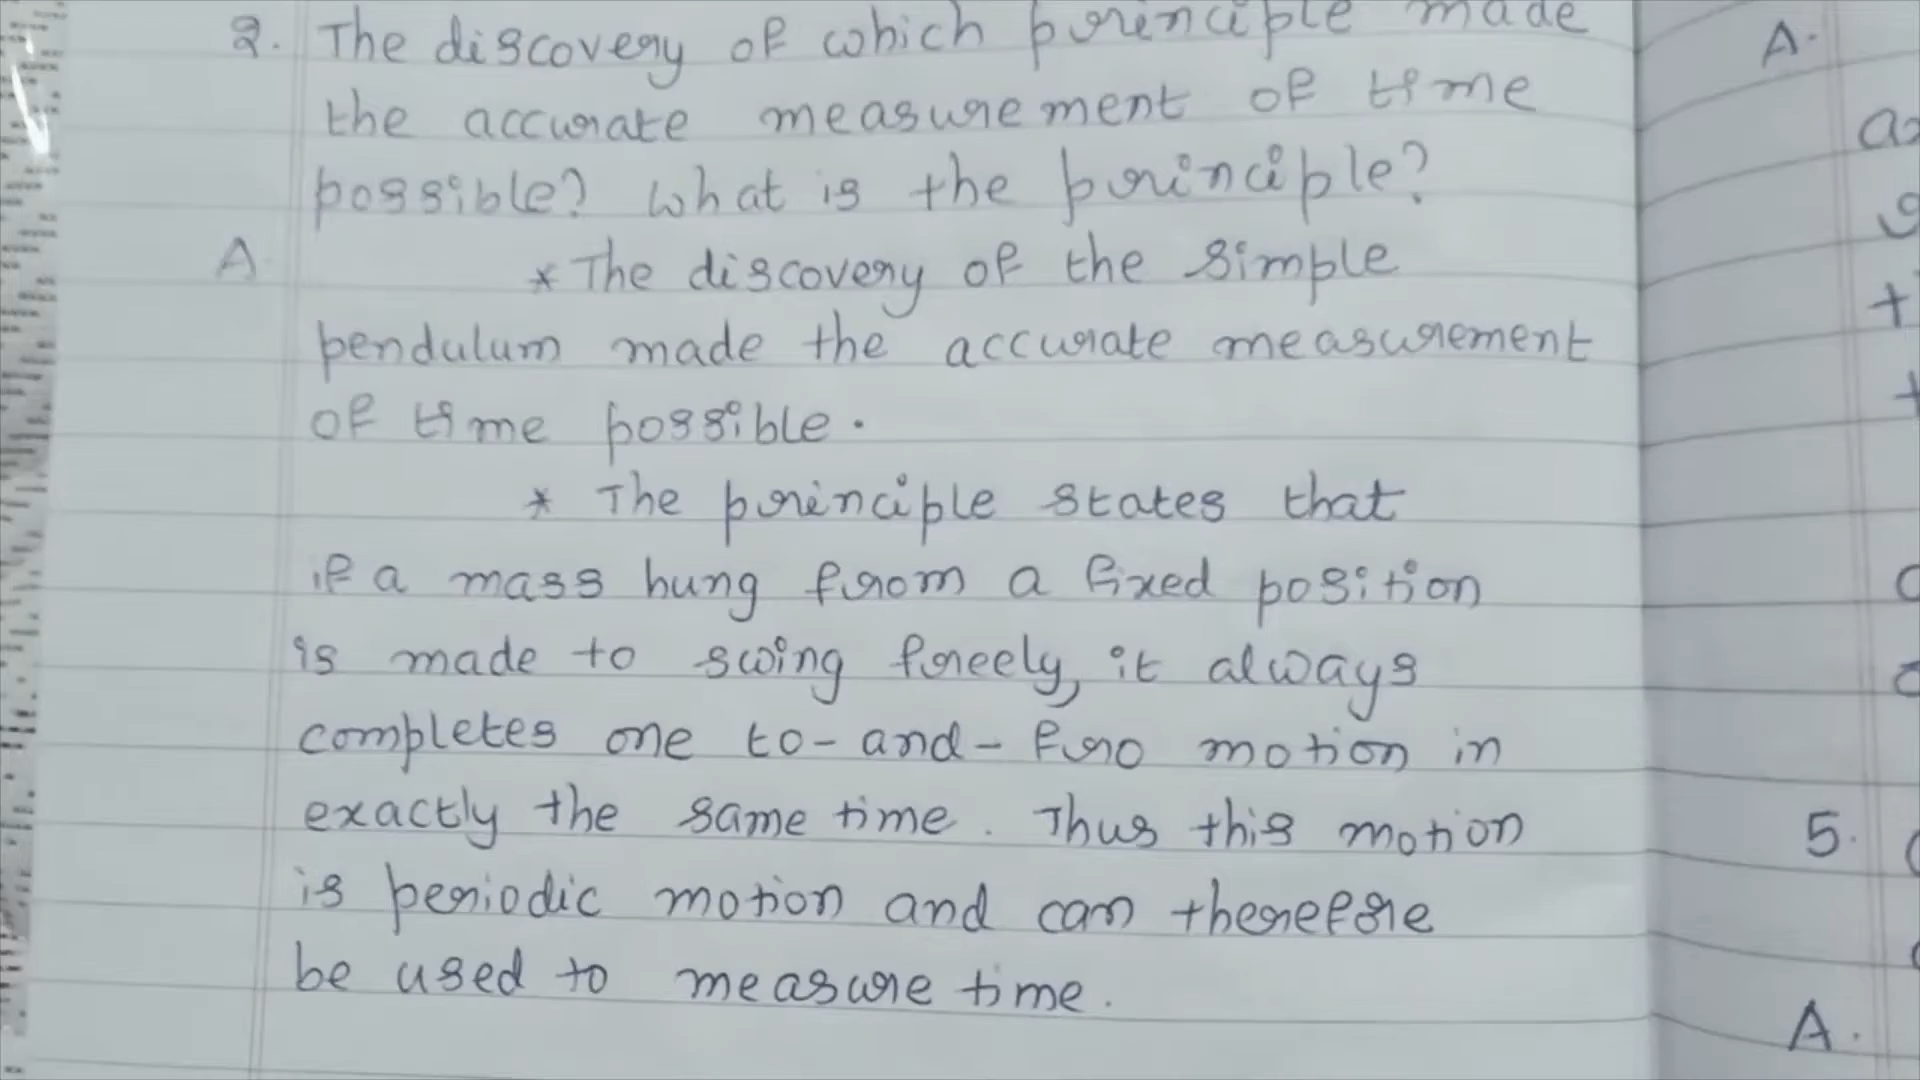 2. The discovery of which principle made
the accurate measurement of time
possible? What is the principle?
A * The discovery of the simple
pendulum made the accurate measurement
of time possible.
* The principle states that
if a mass hung from a fixed position
is made to swing freely, it always
completes one to-and-fro motion in
exactly the same time. Thus this motion
is periodic motion and can therefore
be used to measure time.
A.
5.
A.